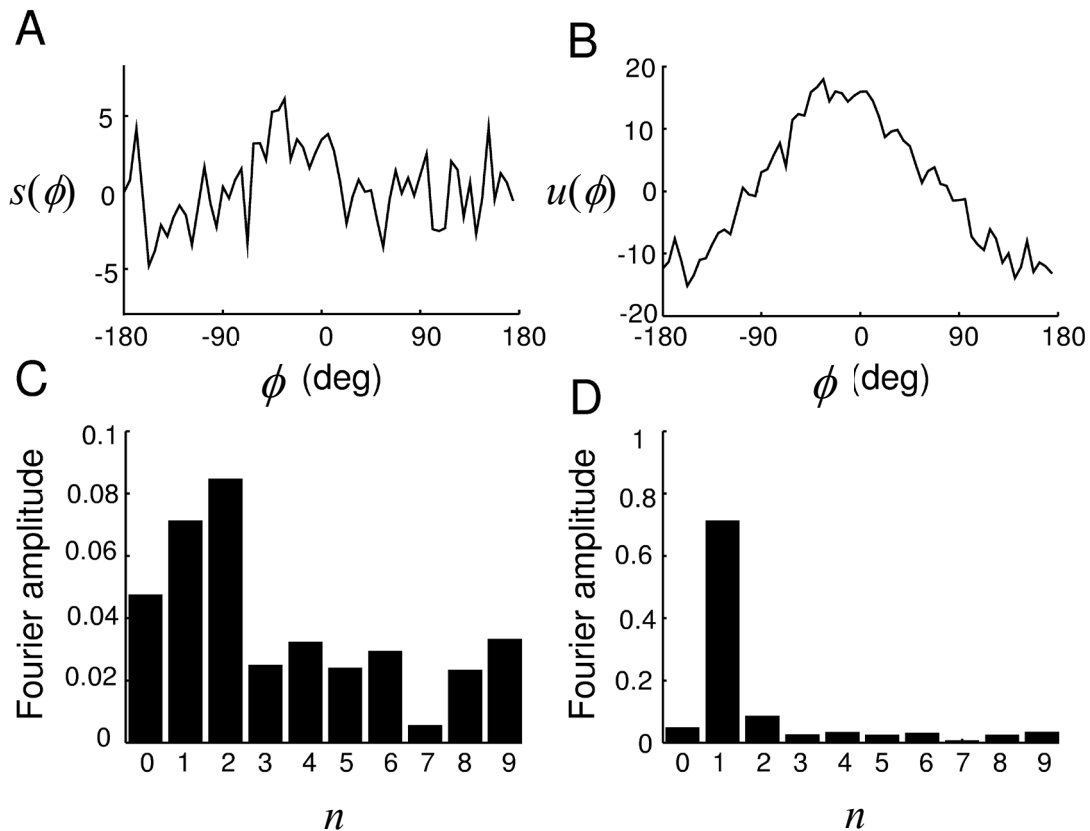 A
5
0
-5
s(ϕ)
-180 -90 0 90 180
ϕ (deg)
B
20
10
0
-10
-20
u(ϕ)
-180 -90 0 90 180
ϕ (deg)
C
0.1
0.08
0.06
0.04
0.02
0
Fourier amplitude
0 1 2 3 4 5 6 7 8 9
n
D
1
0.8
0.6
0.4
0.2
0
Fourier amplitude
0 1 2 3 4 5 6 7 8 9
n